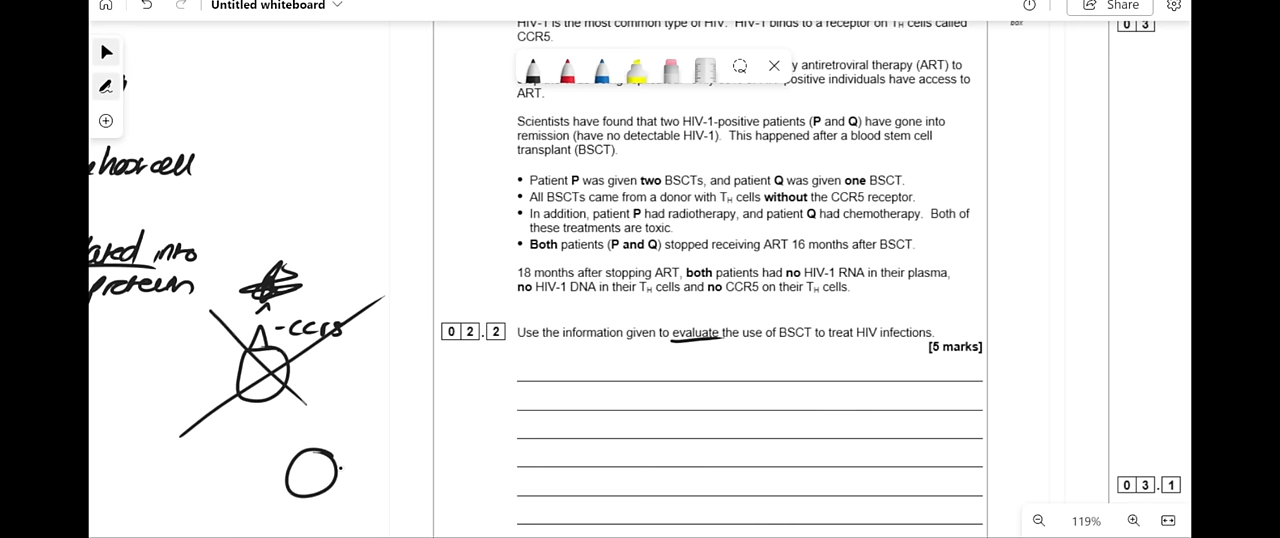 Untitled whiteboard
Share
HIV-1 is the most common type of HIV. HIV-1 binds to a receptor on TH cells called
CCR5.
y antiretroviral therapy (ART) to
ositive individuals have access to
ART.
Scientists have found that two HIV-1-positive patients (P and Q) have gone into
remission (have no detectable HIV-1). This happened after a blood stem cell
transplant (BSCT).
• Patient P was given two BSCTs, and patient Q was given one BSCT.
• All BSCTs came from a donor with TH cells without the CCR5 receptor.
• In addition, patient P had radiotherapy, and patient Q had chemotherapy. Both of
these treatments are toxic.
• Both patients (P and Q) stopped receiving ART 16 months after BSCT.
18 months after stopping ART, both patients had no HIV-1 RNA in their plasma,
no HIV-1 DNA in their TH cells and no CCR5 on their TH cells.
0 2 . 2 Use the information given to evaluate the use of BSCT to treat HIV infections.
[5 marks]
box
0 3
0 3 . 1
119%
cell
into
proteins
-CCR5